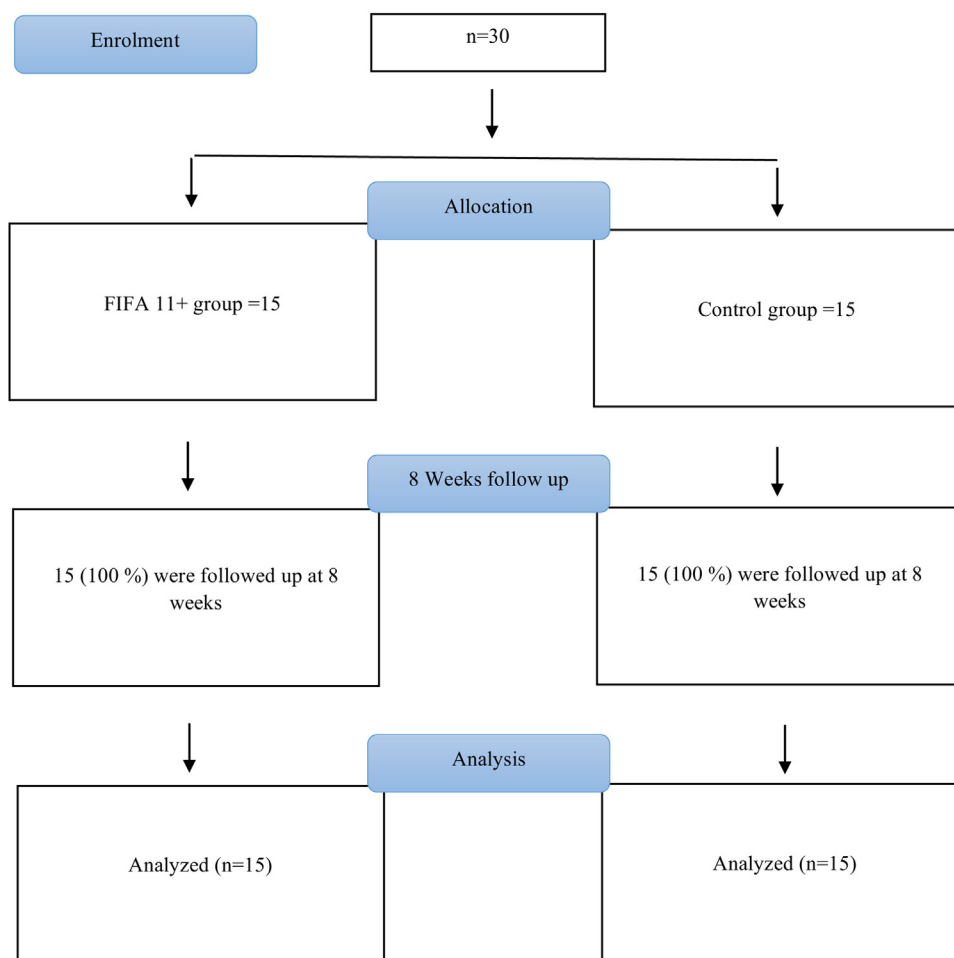 Enrolment
n=30
Allocation
FIFA 11+ group =15
Control group =15
8 Weeks follow up
15 (100 %) were followed up at 8
weeks
15 (100 %) were followed up at 8
weeks
Analysis
Analyzed (n=15)
Analyzed (n=15)